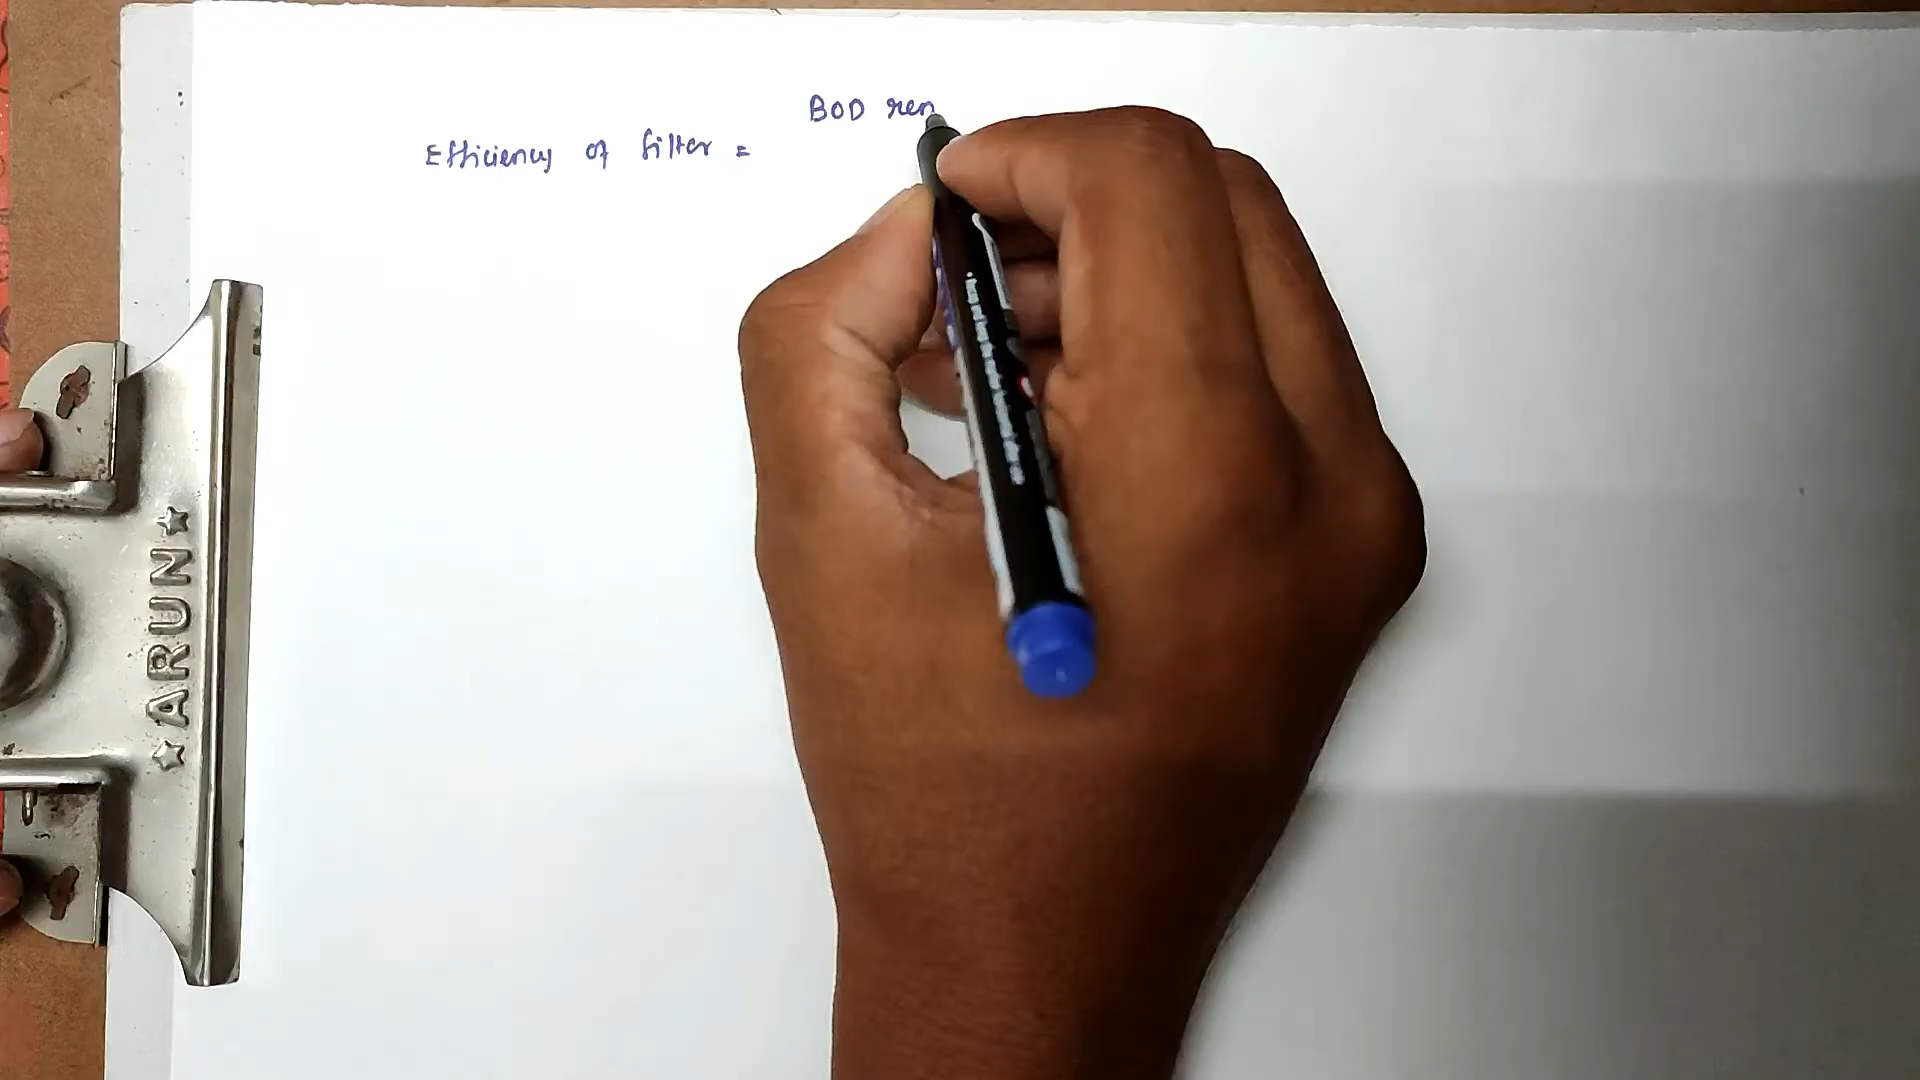 BOD ren
Efficiency of filter =
★ARUN★